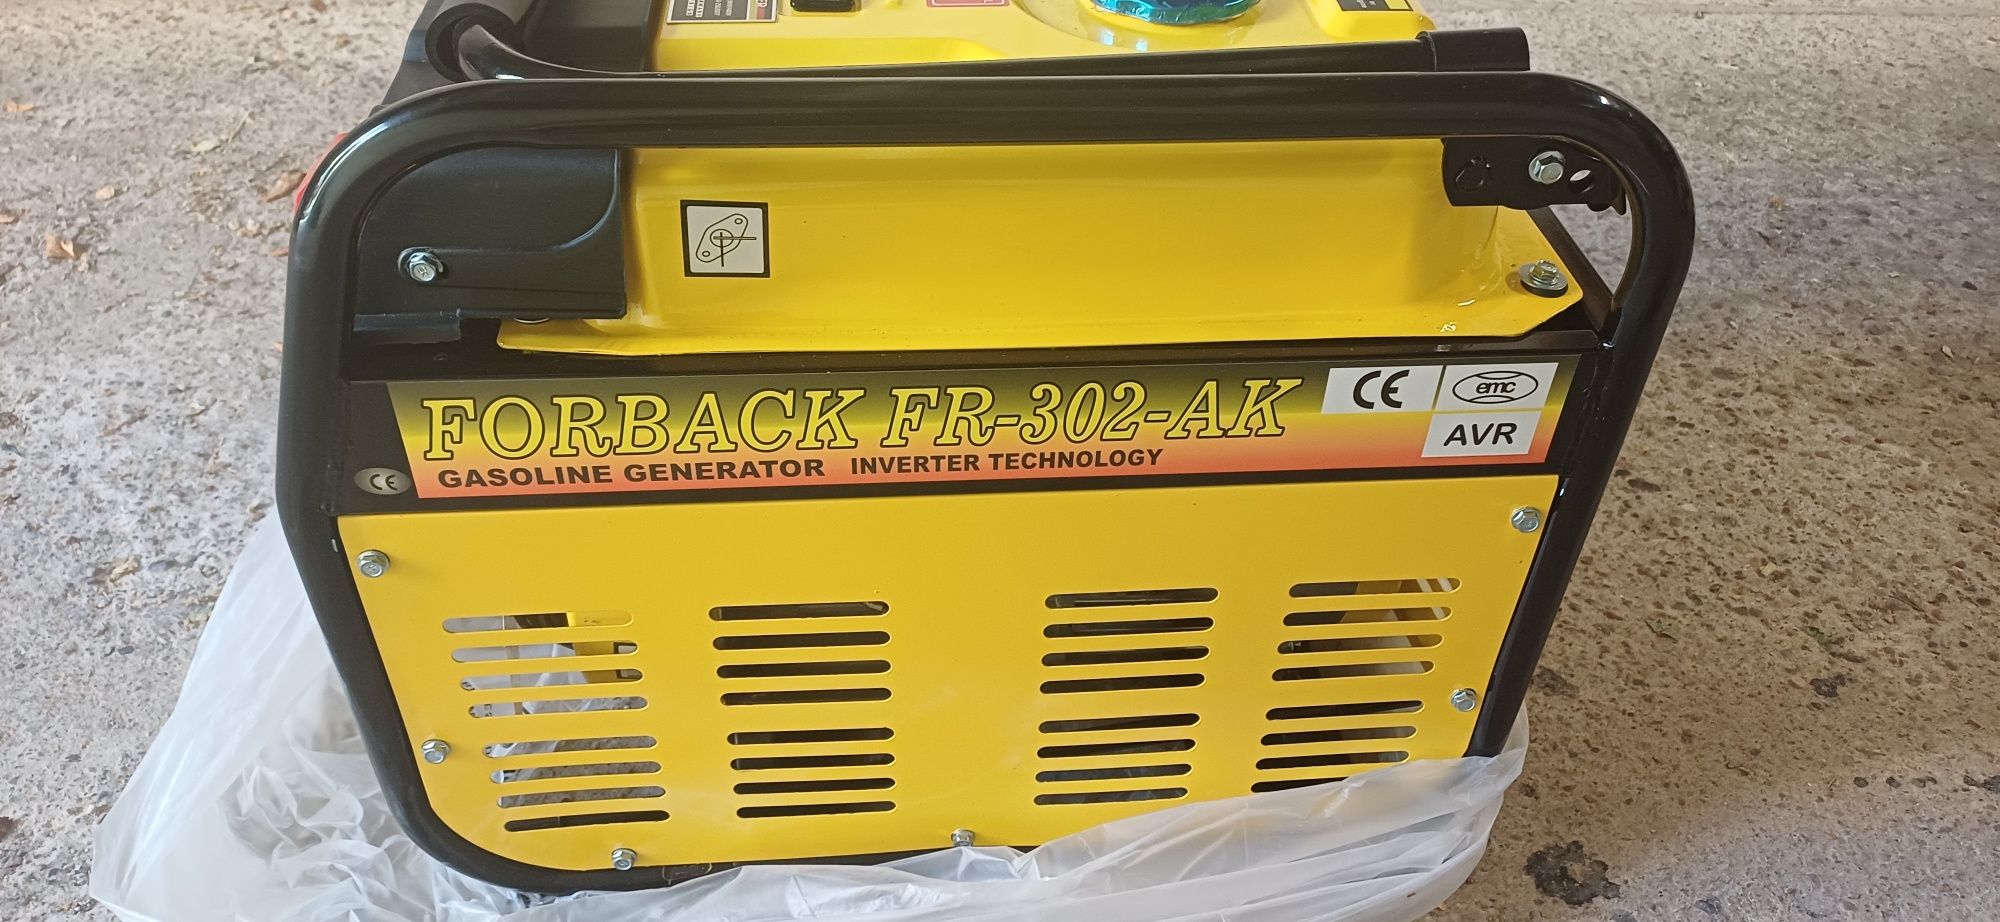 FORBACK FR-302-AK
GASOLINE GENERATOR INVERTER TECHNOLOGY
CE
emc
AVR
CE